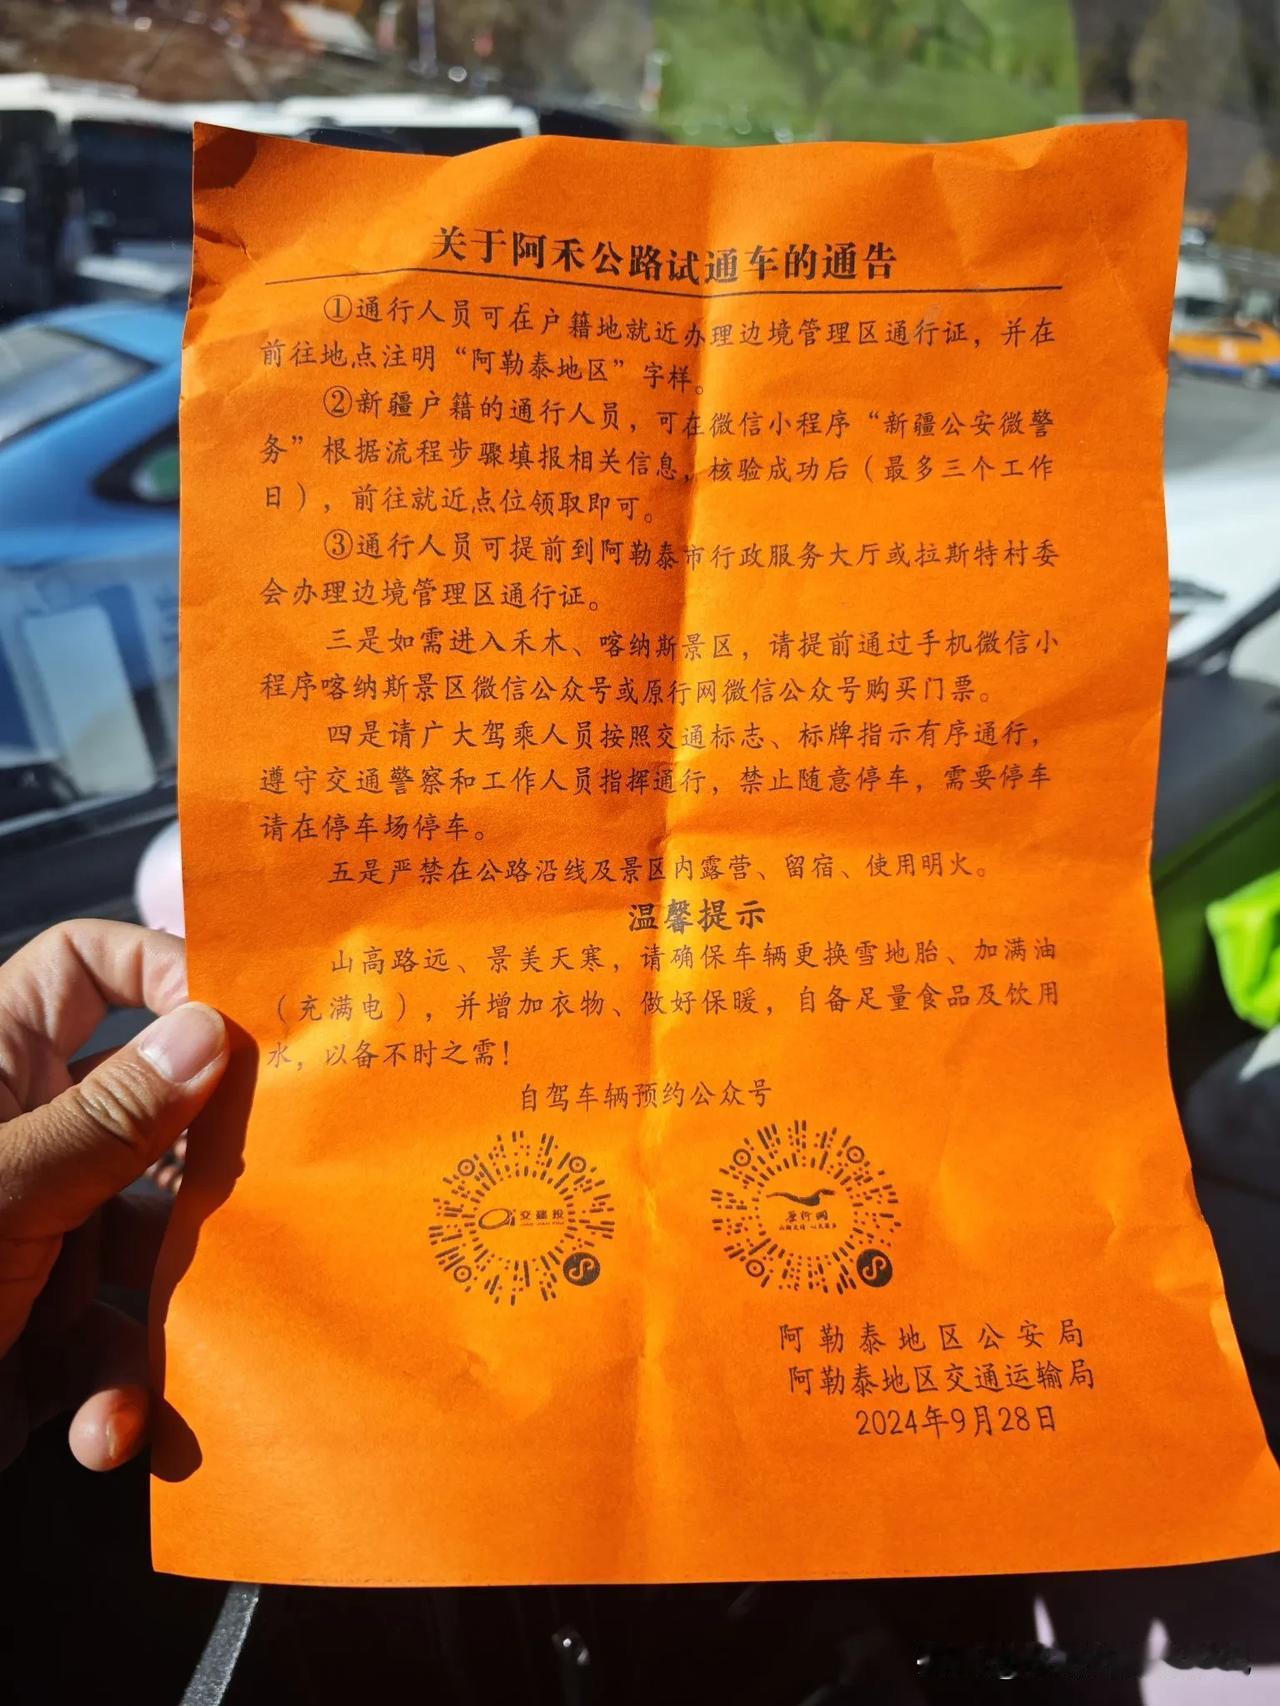 关于阿禾公路试通车的通告
①通行人员可在户籍地就近办理边境管理区通行证，并在
前往地点注明“阿勒泰地区”字样。
②新疆户籍的通行人员，可在微信小程序“新疆公安微警
务”根据流程步骤填报相关信息，核验成功后（最多三个工作
日），前往就近点位领取即可。
③通行人员可提前到阿勒泰市行政服务大厅或拉斯特村委
会办理边境管理区通行证。
三是如需进入禾木、喀纳斯景区，请提前通过手机微信小
程序喀纳斯景区微信公众号或原行网微信公众号购买门票。
四是请广大驾乘人员按照交通标志、标牌指示有序通行，
遵守交通警察和工作人员指挥通行，禁止随意停车，需要停车
请在停车场停车。
五是严禁在公路沿线及景区内露营、留宿、使用明火。
温馨提示
山高路远、景美天寒，请确保车辆更换雪地胎、加满油
（充满电），并增加衣物、做好保暖，自备足量食品及饮用
水，以备不时之需！
自驾车辆预约公众号
交建投
原行网
阿勒泰地区公安局
阿勒泰地区交通运输局
2024年9月28日